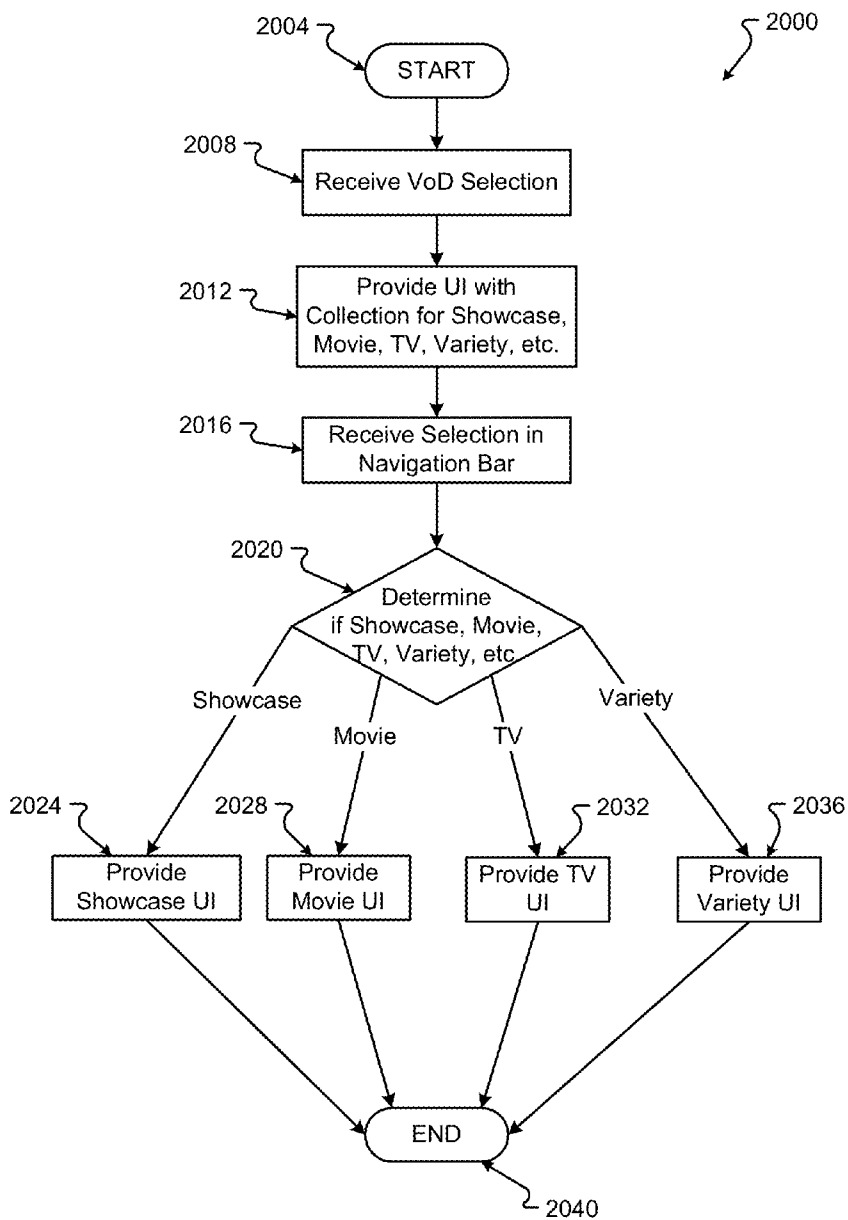 2004
START
2000
2008
Receive VoD Selection
2012
Provide UI with
Collection for Showcase,
Movie, TV, Variety, etc.
2016
Receive Selection in
Navigation Bar
2020
Determine
if Showcase, Movie,
TV, Variety, etc
Showcase
Movie
TV
Variety
2024
2028
2032
2036
Provide
Showcase UI
Provide
Movie UI
Provide TV
UI
Provide
Variety UI
END
2040